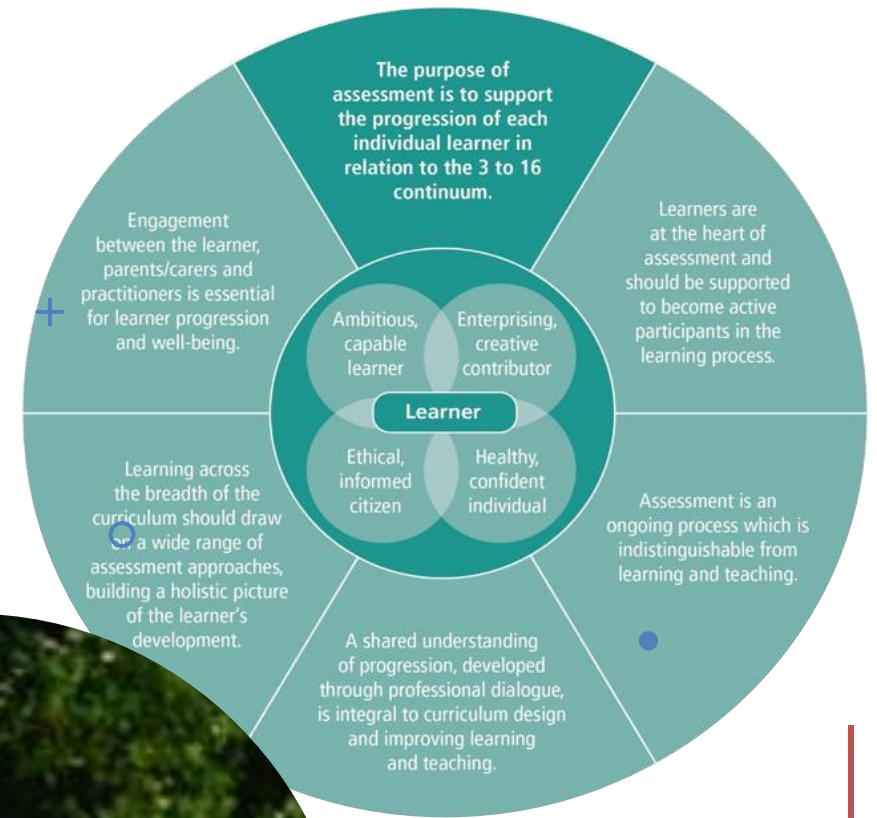 The purpose of
assessment is to support
the progression of each
individual learner in
relation to the 3 to 16
continuum.
Learners are
at the heart of
assessment and
should be supported
to become active
participants in the
learning process.
Assessment is an
ongoing process which is
indistinguishable from
learning and teaching.
A shared understanding
of progression, developed
through professional dialogue,
is integral to curriculum design
and improving learning
and teaching.
Learning across
the breadth of the
curriculum should draw
on a wide range of
assessment approaches,
building a holistic picture
of the learner's
development.
Engagement
between the learner,
parents/carers and
practitioners is essential
for learner progression
and well-being.
Ambitious,
capable
learner
Enterprising,
creative
contributor
Learner
Ethical,
informed
citizen
Healthy,
confident
individual